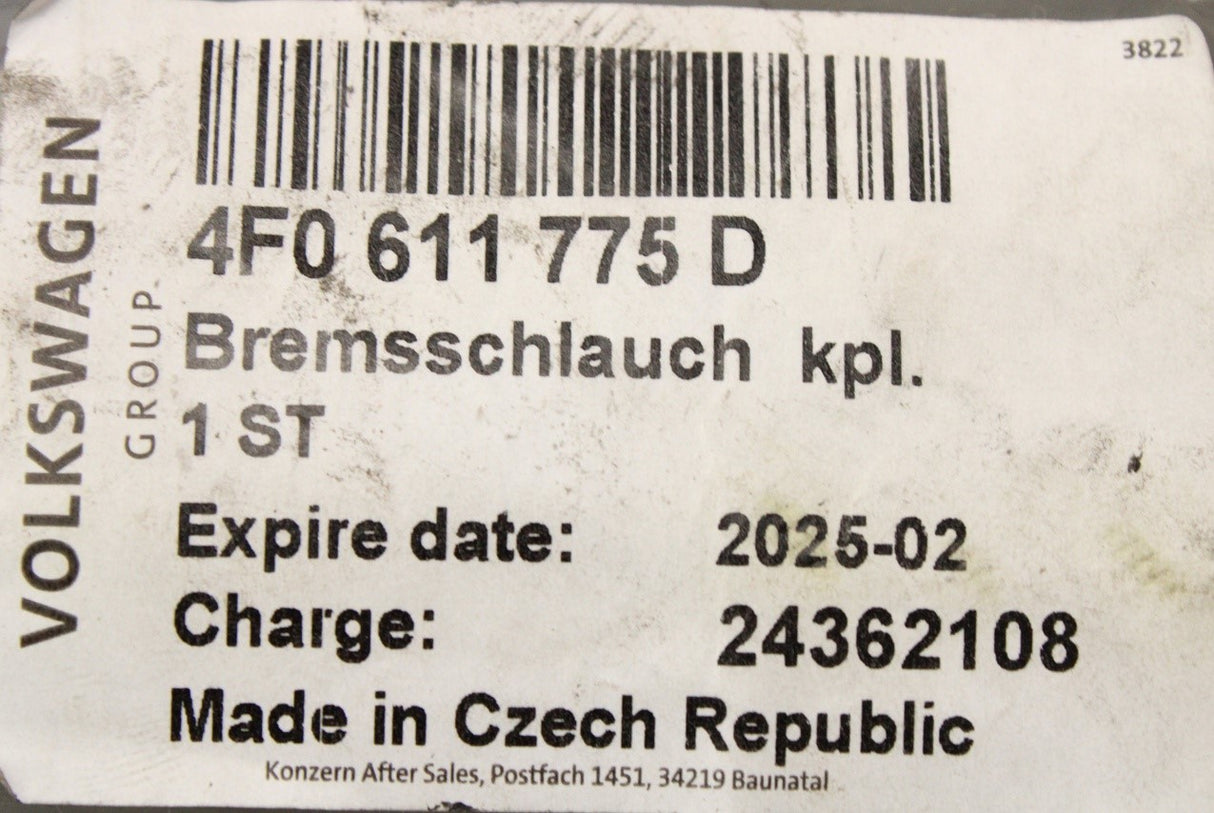 3822
VOLKSWAGEN
GROUP
4F0 611 775 D
Bremsschlauch kpl.
1 ST
Expire date: 2025-02
Charge: 24362108
Made in Czech Republic
Konzern After Sales, Postfach 1451, 34219 Baunatal